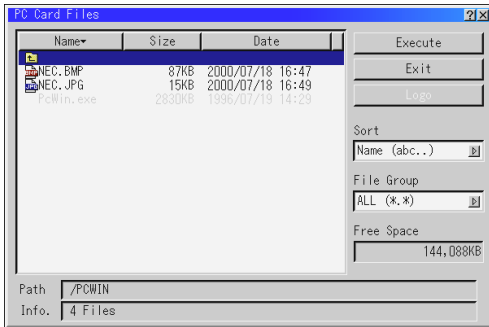 PC Card Files
Name Size Date
NEC.BMP 87KB 2000/07/18 16:47
NEC.JPG 15KB 2000/07/18 16:49
PcWin.exe 2830KB 1996/07/19 14:29
Execute
Exit
Logo
Sort
Name (abc..)
File Group
ALL (*.*)
Free Space
144,088KB
Path /PCWIN
Info. 4 Files